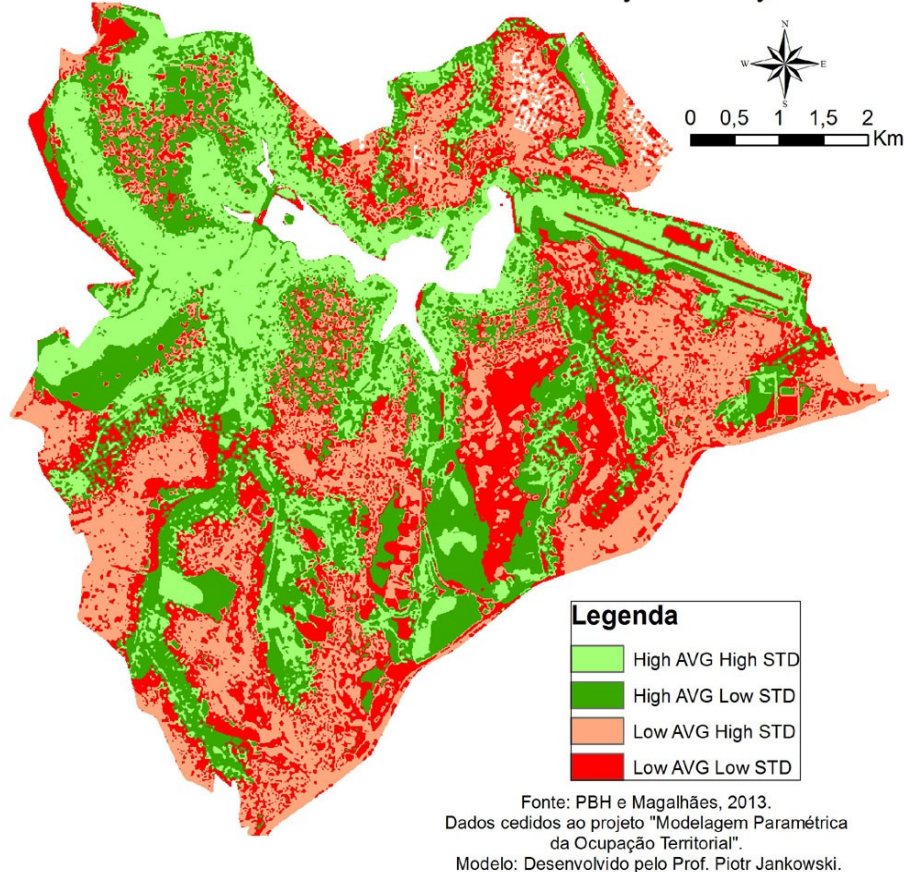 N
W E
S
0 0,5 1 1,5 2
Km
Legenda
High AVG High STD
High AVG Low STD
Low AVG High STD
Low AVG Low STD
Fonte: PBH e Magalhães, 2013.
Dados cedidos ao projeto "Modelagem Paramétrica
da Ocupação Territorial".
Modelo: Desenvolvido pelo Prof. Piotr Jankowski.